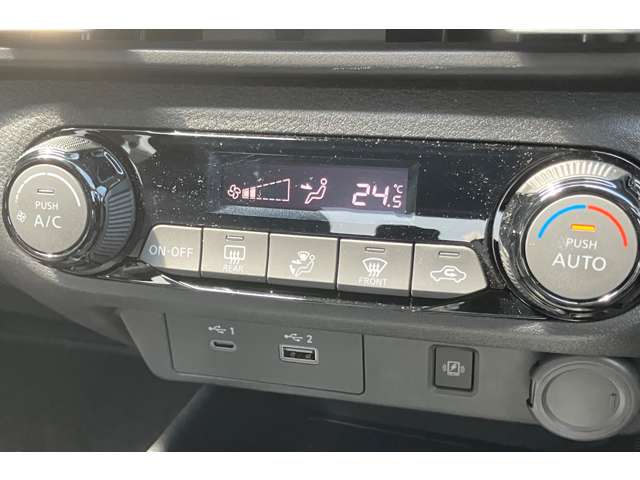 24.5°C
PUSH
A/C
PUSH
AUTO
ON·OFF
REAR
FRONT
1
2